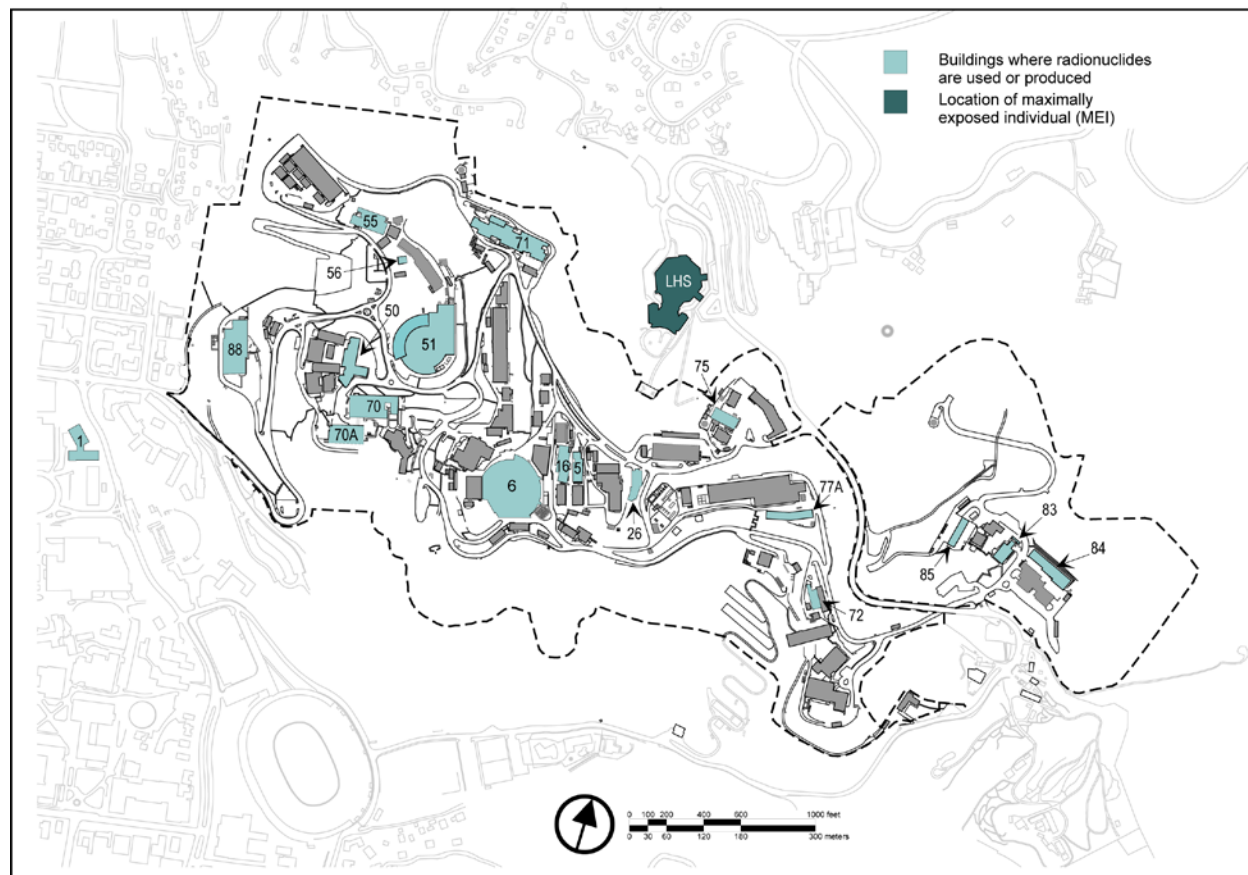 Buildings where radionuclides
are used or produced
Location of maximally
exposed individual (MEI)
55
71
56
LHS
50
51
88
75
70
1
70A
16
5
6
77A
26
83
84
85
72
0 100 200 400 600 1000 feet
0 30 60 120 180 300 meters